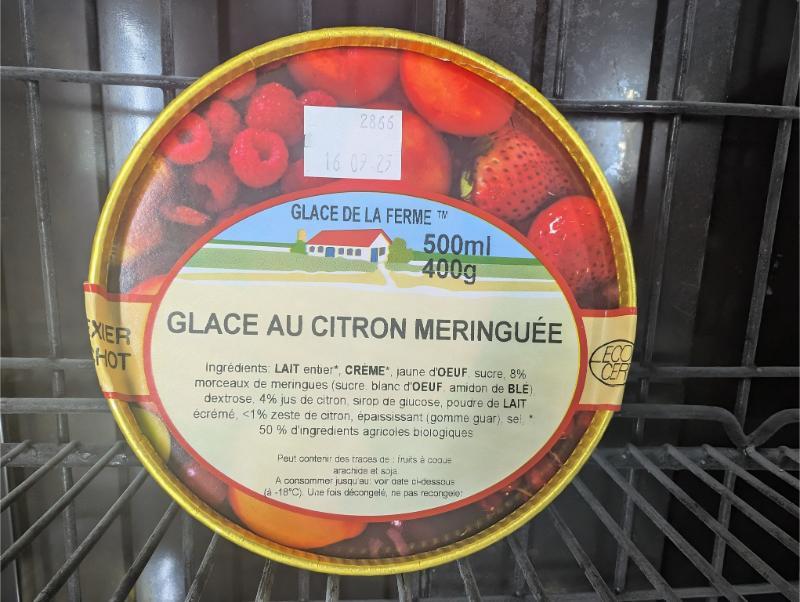 2866
16 07 25
GLACE DE LA FERME ™
500ml
400g
GLACE AU CITRON MERINGUÉE
EXIER
HOT
ECO
CER
Ingrédients: LAIT entier*, CRÈME*, jaune d'OEUF, sucre, 8%
morceaux de meringues (sucre, blanc d'OEUF, amidon de BLÉ),
dextrose, 4% jus de citron, sirop de glucose, poudre de LAIT
écrémé, <1% zeste de citron, épaississant (gomme guar), sel, *
50 % d'ingredients agricoles biologiques
Peut contenir des traces de : fruits à coque
arachide et soja.
A consommer jusqu'au: voir date ci-dessous
(à -18°C). Une fois décongelé, ne pas recongeler